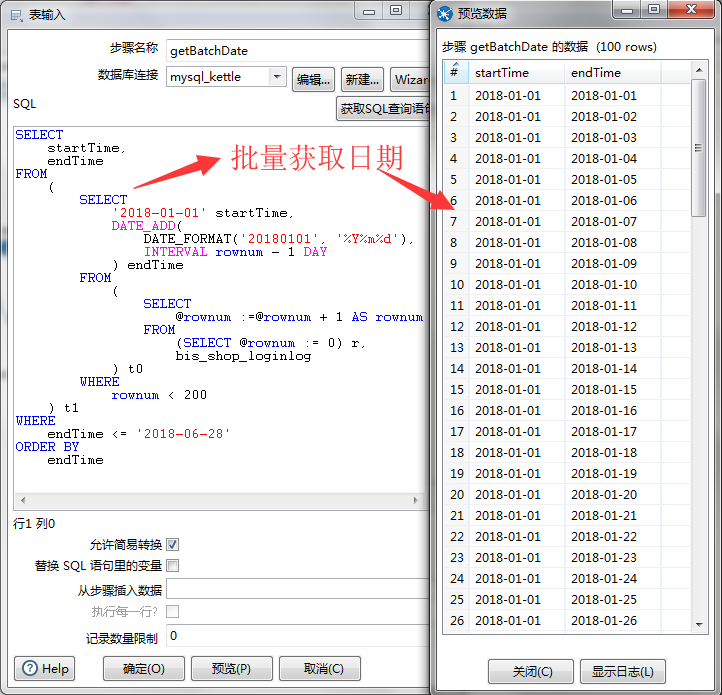 表输入
步骤名称 getBatchDate
数据库连接 mysql_kettle 编辑... 新建... Wizar
SQL 获取SQL查询语句
SELECT
startTime,
endTime
FROM
(
SELECT
'2018-01-01' startTime,
DATE_ADD(
DATE_FORMAT('20180101', '%Y%m%d'),
INTERVAL rownum - 1 DAY
) endTime
FROM
(
SELECT
@rownum :=@rownum + 1 AS rownum
FROM
(SELECT @rownum := 0) r,
bis_shop_loginlog
) t0
WHERE
rownum < 200
) t1
WHERE
endTime <= '2018-06-28'
ORDER BY
endTime
批量获取日期
行1 列0
允许简易转换
替换 SQL 语句里的变量
从步骤插入数据
执行每一行?
记录数量限制 0
Help 确定(O) 预览(P) 取消(C)
预览数据
步骤 getBatchDate 的数据 (100 rows)
# startTime endTime
1 2018-01-01 2018-01-01
2 2018-01-01 2018-01-02
3 2018-01-01 2018-01-03
4 2018-01-01 2018-01-04
5 2018-01-01 2018-01-05
6 2018-01-01 2018-01-06
7 2018-01-01 2018-01-07
8 2018-01-01 2018-01-08
9 2018-01-01 2018-01-09
10 2018-01-01 2018-01-10
11 2018-01-01 2018-01-11
12 2018-01-01 2018-01-12
13 2018-01-01 2018-01-13
14 2018-01-01 2018-01-14
15 2018-01-01 2018-01-15
16 2018-01-01 2018-01-16
17 2018-01-01 2018-01-17
18 2018-01-01 2018-01-18
19 2018-01-01 2018-01-19
20 2018-01-01 2018-01-20
21 2018-01-01 2018-01-21
22 2018-01-01 2018-01-22
23 2018-01-01 2018-01-23
24 2018-01-01 2018-01-24
25 2018-01-01 2018-01-25
26 2018-01-01 2018-01-26
关闭(C) 显示日志(L)